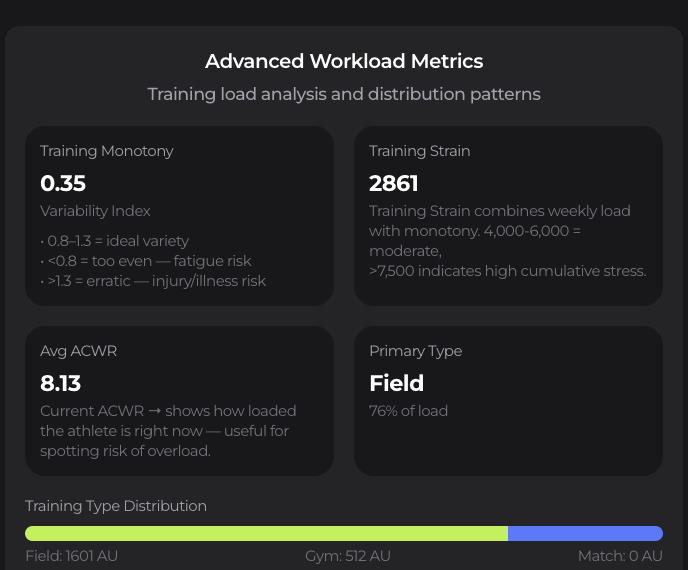 Advanced Workload Metrics
Training load analysis and distribution patterns
Training Monotony
0.35
Variability Index
• 0.8–1.3 = ideal variety
• <0.8 = too even — fatigue risk
• >1.3 = erratic — injury/illness risk
Training Strain
2861
Training Strain combines weekly load
with monotony. 4,000-6,000 =
moderate,
>7,500 indicates high cumulative stress.
Avg ACWR
8.13
Current ACWR → shows how loaded
the athlete is right now — useful for
spotting risk of overload.
Primary Type
Field
76% of load
Training Type Distribution
Field: 1601 AU
Gym: 512 AU
Match: 0 AU